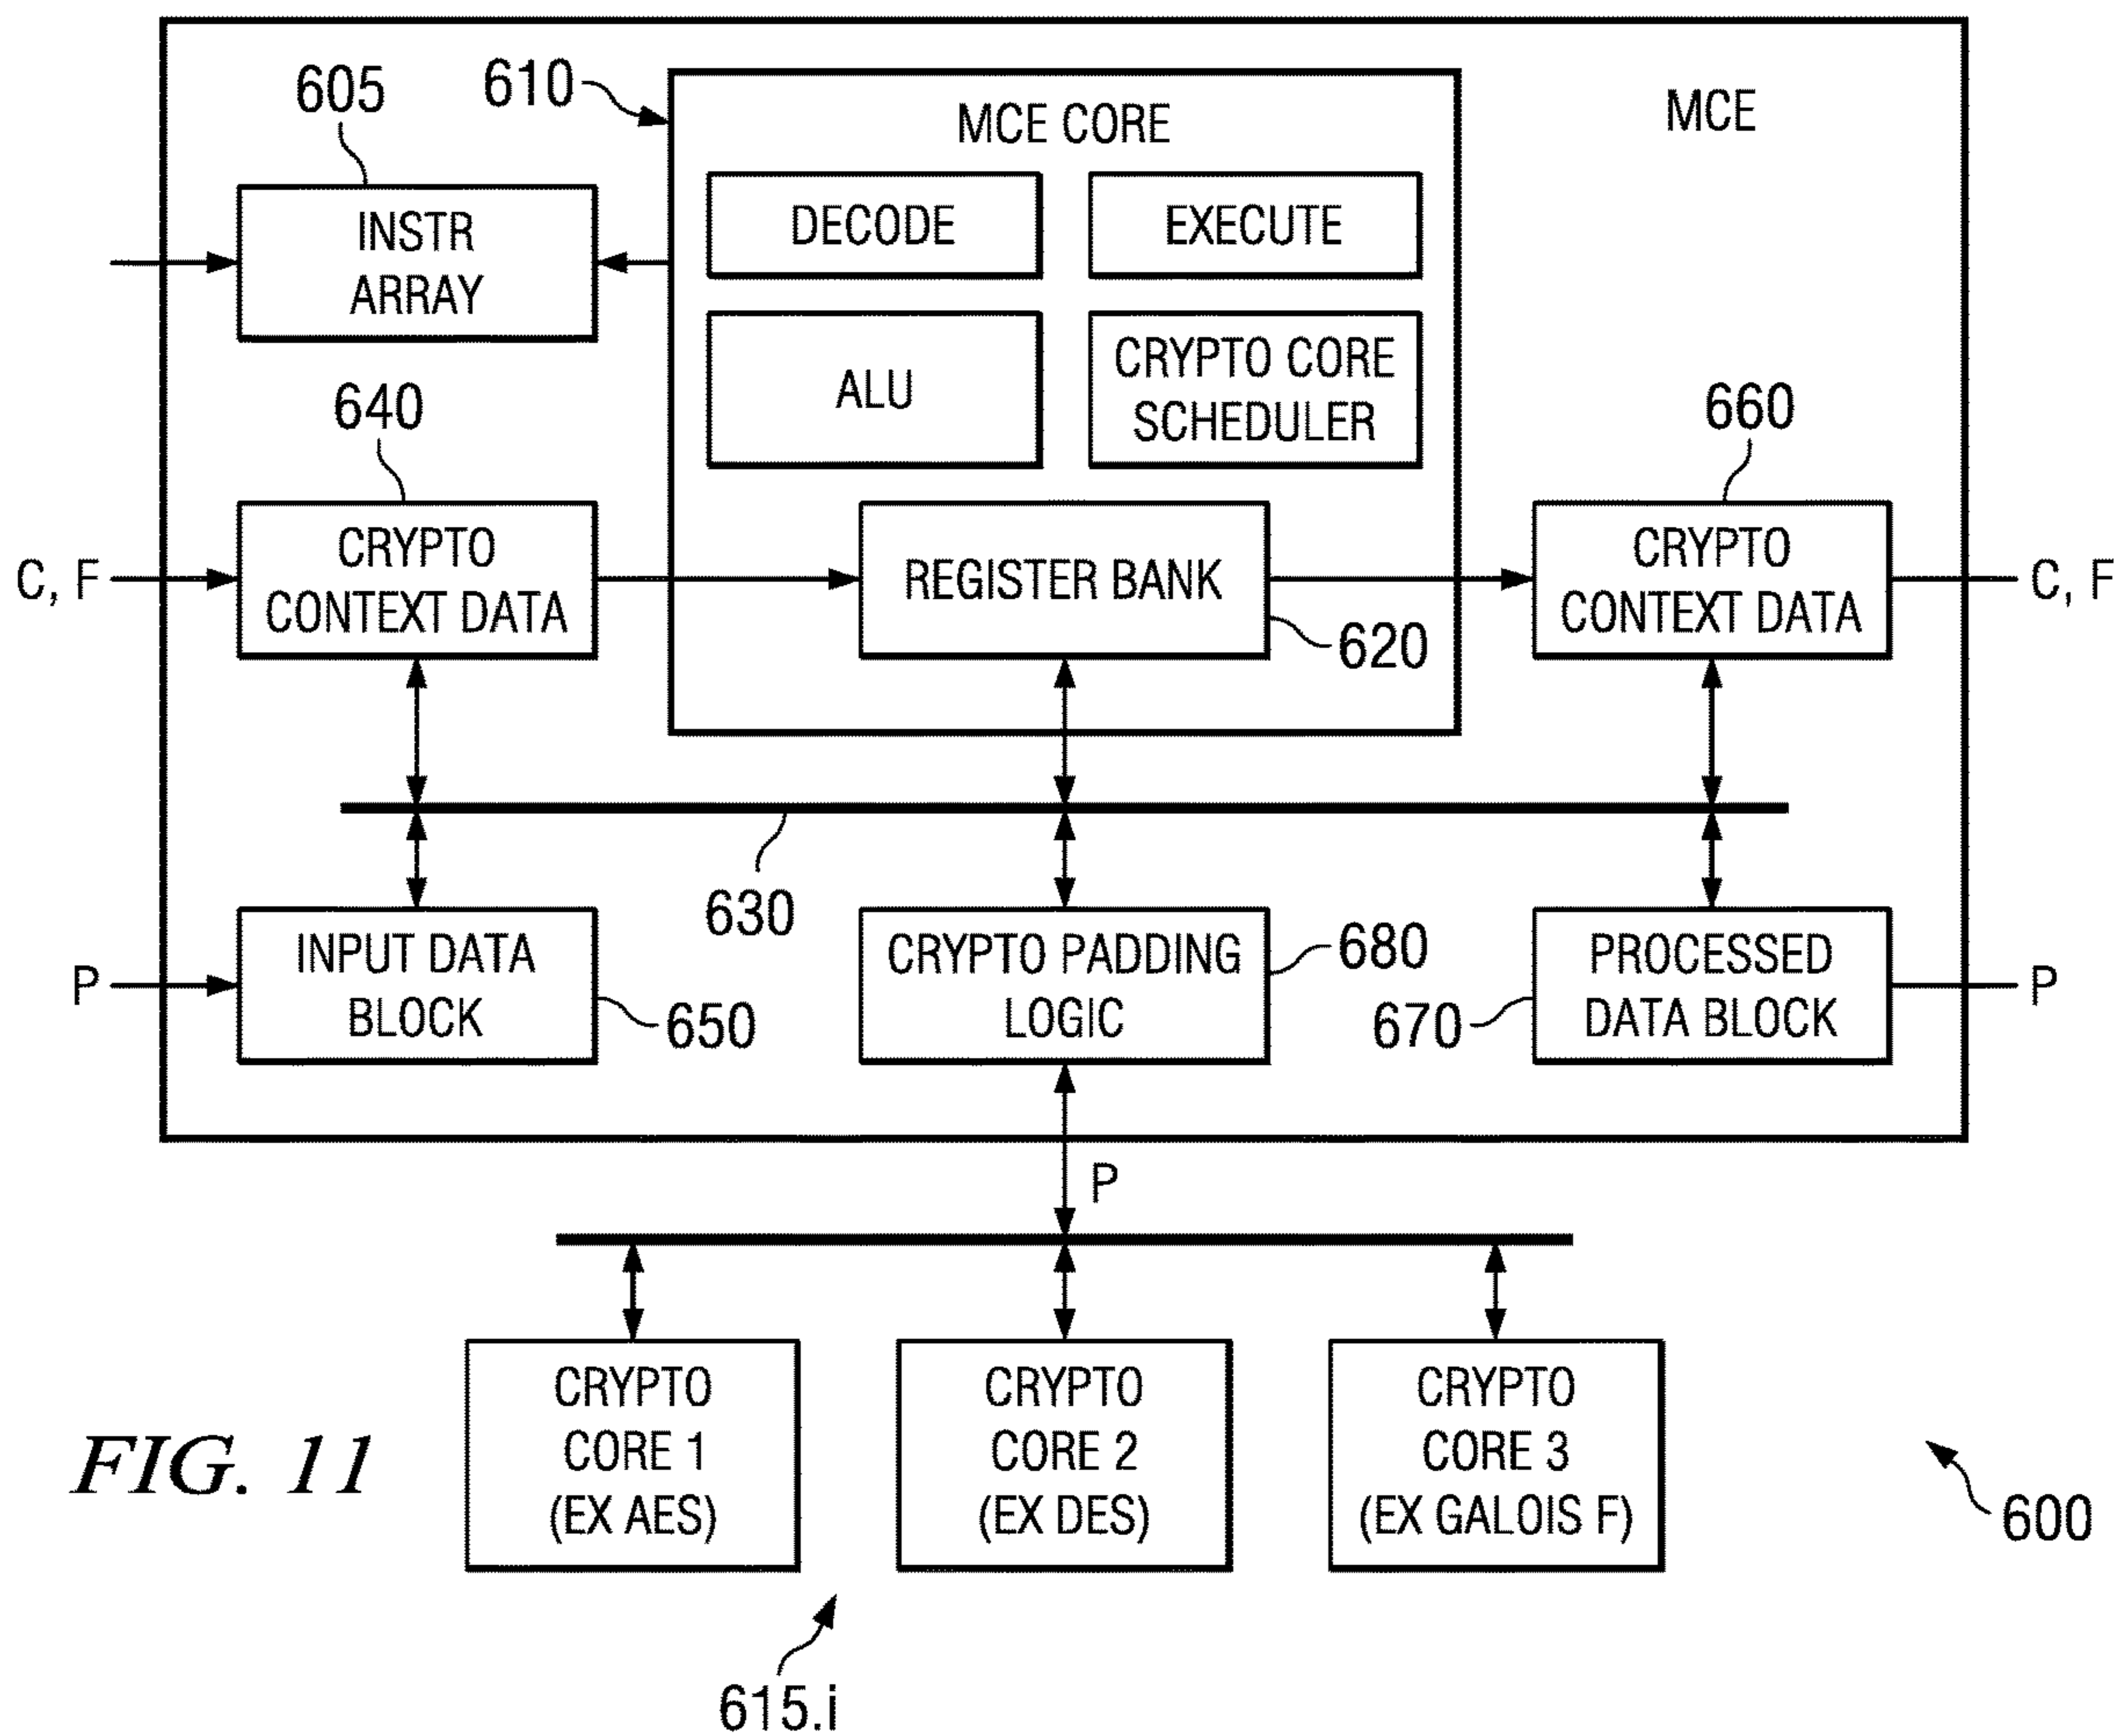 605
610
MCE CORE
MCE
INSTR
ARRAY
DECODE
EXECUTE
ALU
CRYPTO CORE
SCHEDULER
640
660
C, F
CRYPTO
CONTEXT DATA
REGISTER BANK
620
CRYPTO
CONTEXT DATA
C, F
630
P
INPUT DATA
BLOCK
650
CRYPTO PADDING
LOGIC
680
670
PROCESSED
DATA BLOCK
P
P
CRYPTO
CORE 1
(EX AES)
CRYPTO
CORE 2
(EX DES)
CRYPTO
CORE 3
(EX GALOIS F)
FIG. 11
600
615.i